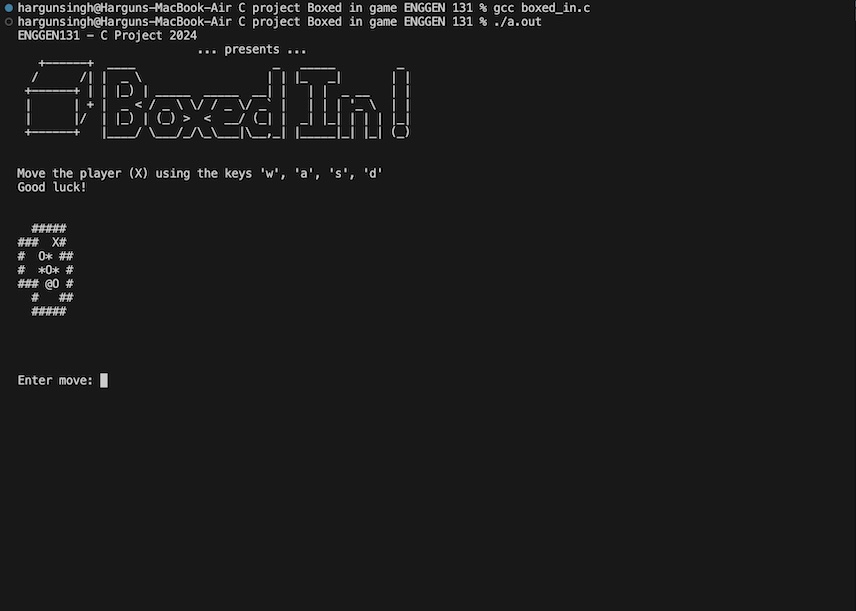 hargunsingh@Harguns-MacBook-Air C project Boxed in game ENGGEN 131 % gcc boxed_in.c
hargunsingh@Harguns-MacBook-Air C project Boxed in game ENGGEN 131 % ./a.out
ENGGEN131 - C Project 2024
... presents ...
Boxed In!
Move the player (X) using the keys 'w', 'a', 's', 'd'
Good luck!
  #####
###  X#
#  O* ##
#  *O* #
### @O #
  #   ##
  #####
Enter move: